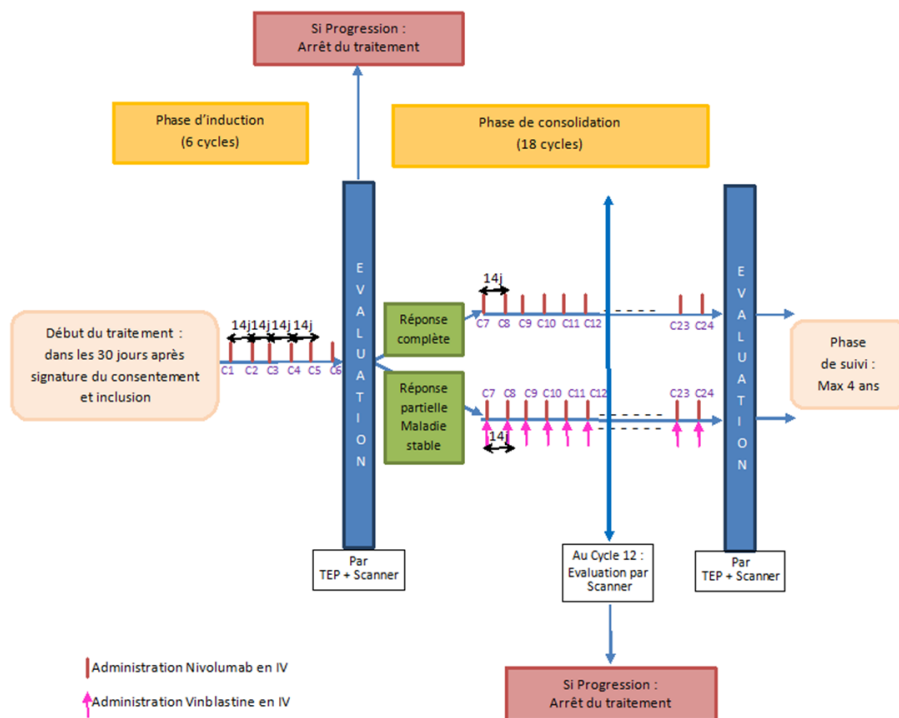 Si Progression :
Arrêt du traitement
Phase d'induction
(6 cycles)
Phase de consolidation
(18 cycles)
Début du traitement :
dans les 30 jours après
signature du consentement
et inclusion
14j 14j 14j 14j
C1 C2 C3 C4 C5 C6
EVALUATION
Par
TEP + Scanner
Réponse
complète
14j
C7 C8 C9 C10 C11 C12 C23 C24
Réponse
partielle
Maladie
stable
C7 C8 C9 C10 C11 C12 C23 C24
14j
Au Cycle 12 :
Evaluation par
Scanner
Si Progression :
Arrêt du traitement
EVALUATION
Par
TEP + Scanner
Phase
de suivi :
Max 4 ans
Administration Nivolumab en IV
Administration Vinblastine en IV